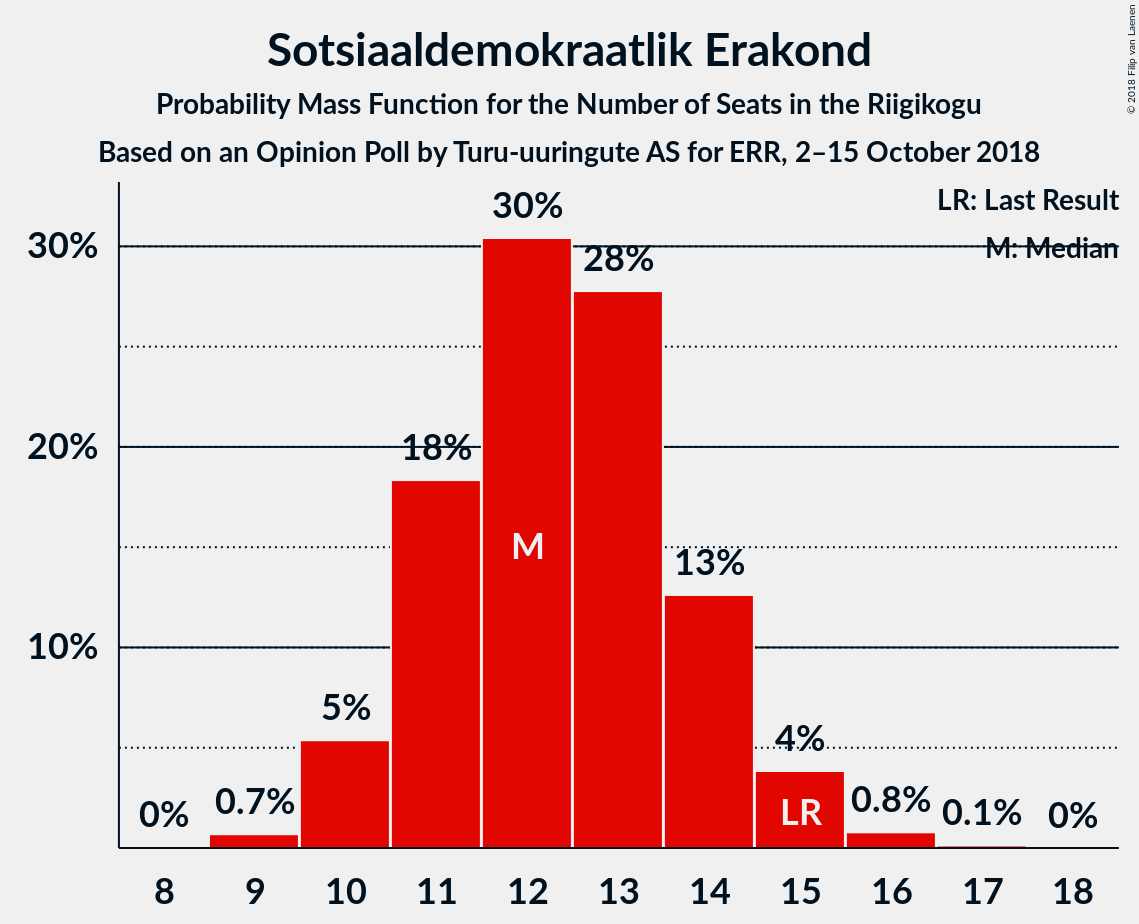 Sotsiaaldemokraatlik Erakond
Probability Mass Function for the Number of Seats in the Riigikogu
Based on an Opinion Poll by Turu-uuringute AS for ERR, 2–15 October 2018
© 2018 Filip van Laenen
LR: Last Result
M: Median
30%
20%
10%
0%
0.7%
5%
18%
30%
28%
13%
4%
0.8%
0.1%
0%
M
LR
8 9 10 11 12 13 14 15 16 17 18